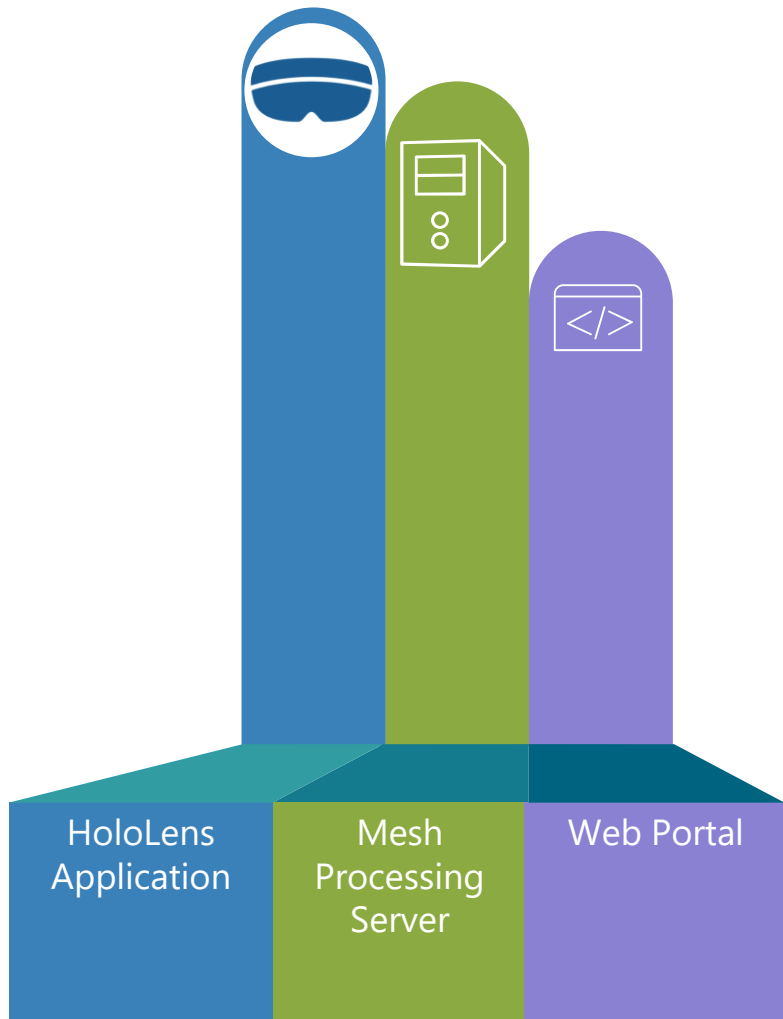 HoloLens
Application
Mesh
Processing
Server
Web Portal